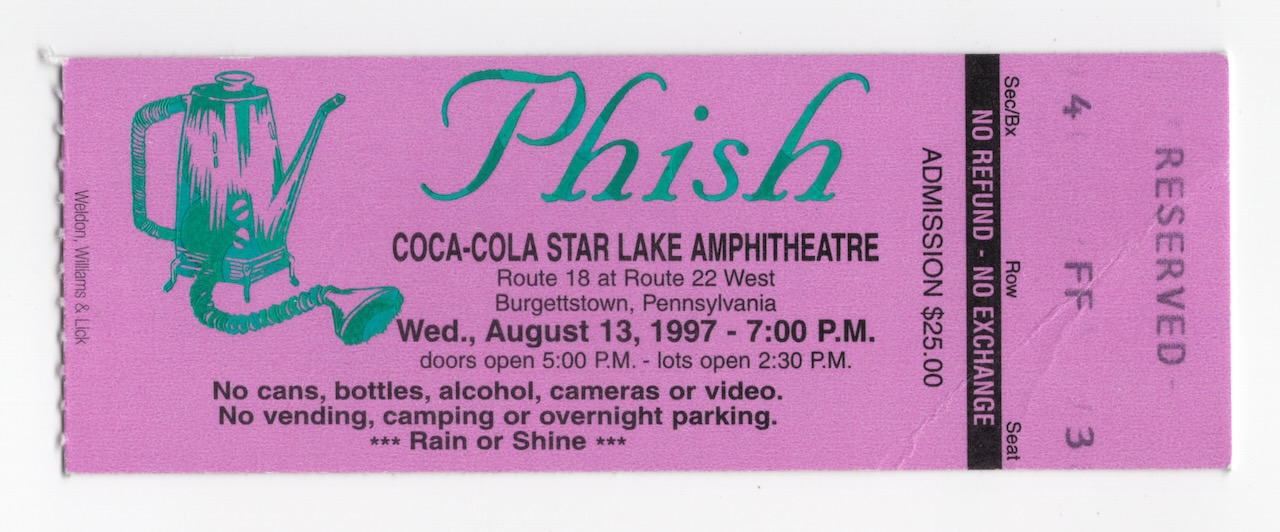 Weldon, Williams & Lick
Phish
COCA-COLA STAR LAKE AMPHITHEATRE
Route 18 at Route 22 West
Burgettstown, Pennsylvania
Wed., August 13, 1997 - 7:00 P.M.
doors open 5:00 P.M. - lots open 2:30 P.M.
No cans, bottles, alcohol, cameras or video.
No vending, camping or overnight parking.
*** Rain or Shine ***
ADMISSION $25.00
NO REFUND - NO EXCHANGE
Sec/Bx Row Seat
4 FF 3
RESERVED